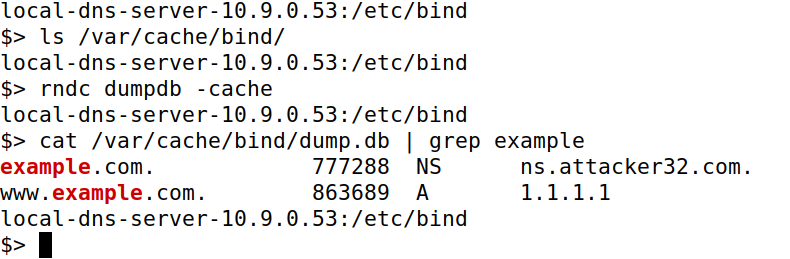 local-dns-server-10.9.0.53:/etc/bind
$> ls /var/cache/bind/
local-dns-server-10.9.0.53:/etc/bind
$> rndc dumpdb -cache
local-dns-server-10.9.0.53:/etc/bind
$> cat /var/cache/bind/dump.db | grep example
example.com.            777288  NS      ns.attacker32.com.
www.example.com.        863689  A       1.1.1.1
local-dns-server-10.9.0.53:/etc/bind
$>